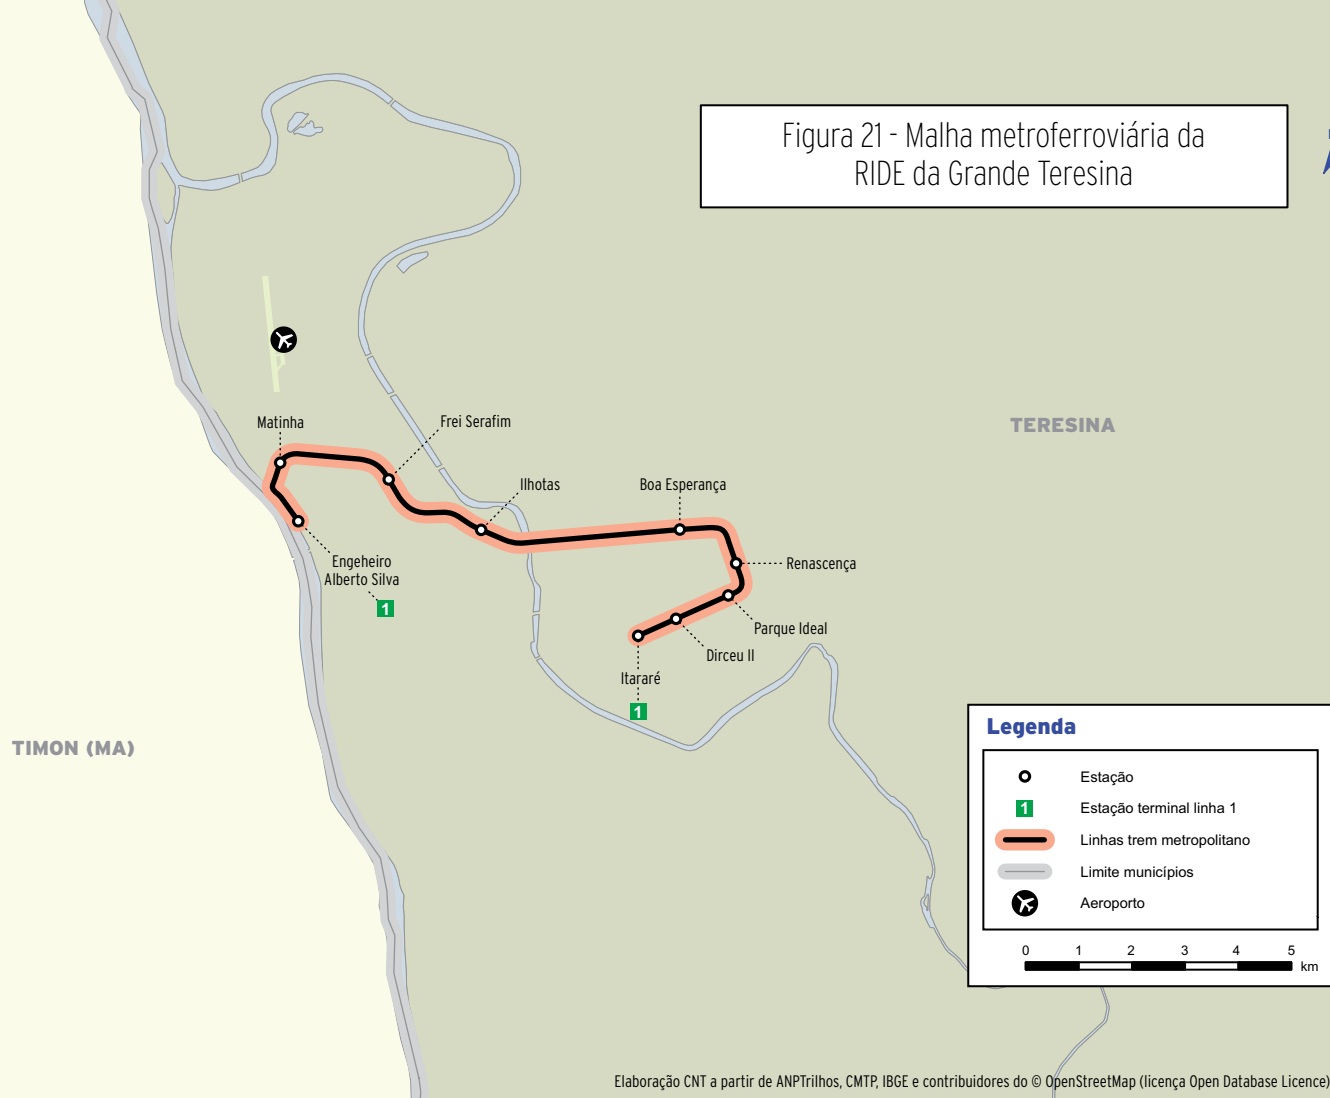 Figura 21 - Malha metroferroviária da
RIDE da Grande Teresina
Matinha
Frei Serafim
TERESINA
Ilhotas
Boa Esperança
Engeheiro
Alberto Silva
1
Renascença
Parque Ideal
Dirceu II
Itararé
1
TIMON (MA)
Legenda
Estação
1 Estação terminal linha 1
Linhas trem metropolitano
Limite municípios
Aeroporto
0 1 2 3 4 5
km
Elaboração CNT a partir de ANPTrilhos, CMTP, IBGE e contribuidores do © OpenStreetMap (licença Open Database Licence)